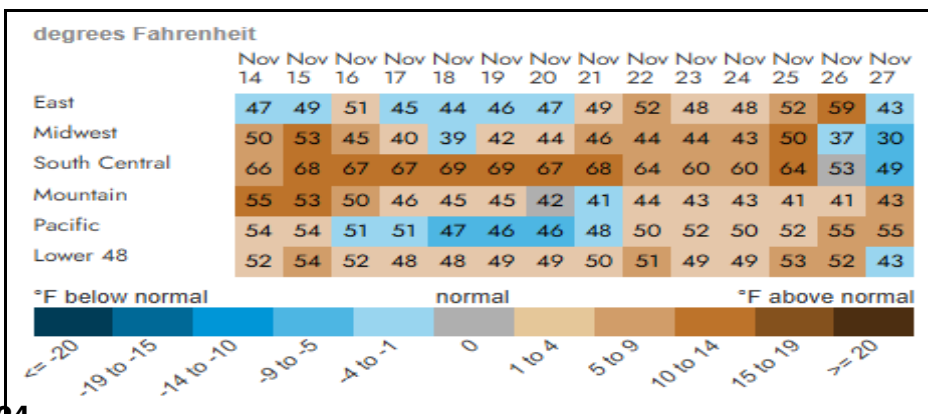 degrees Fahrenheit
Nov Nov Nov Nov Nov Nov Nov Nov Nov Nov Nov Nov Nov Nov
14 15 16 17 18 19 20 21 22 23 24 25 26 27
East 47 49 51 45 44 46 47 49 52 48 48 52 59 43
Midwest 50 53 45 40 39 42 44 46 44 44 43 50 37 30
South Central 66 68 67 67 69 69 67 68 64 60 60 64 53 49
Mountain 55 53 50 46 45 45 42 41 44 43 43 41 41 43
Pacific 54 54 51 51 47 46 46 48 50 52 50 52 55 55
Lower 48 52 54 52 48 48 49 49 50 51 49 49 53 52 43
°F below normal normal °F above normal
<= -20 -19 to -15 -14 to -10 -9 to -5 -4 to -1 0 1 to 4 5 to 9 10 to 14 15 to 19 >= 20